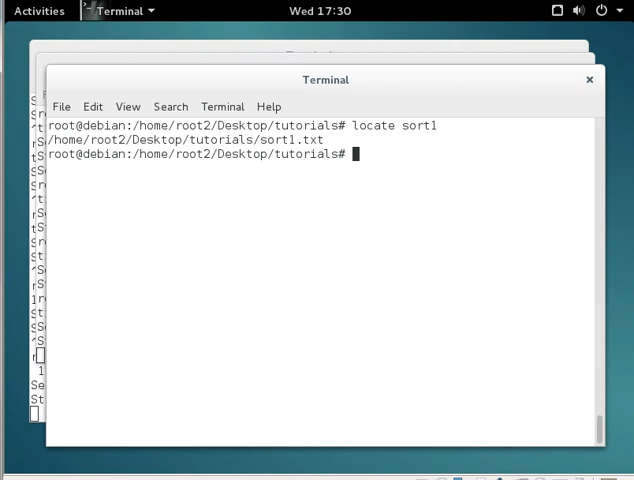 Activities Terminal Wed 17:30
Terminal
File Edit View Search Terminal Help
root@debian:/home/root2/Desktop/tutorials# locate sort1
/home/root2/Desktop/tutorials/sort1.txt
root@debian:/home/root2/Desktop/tutorials#